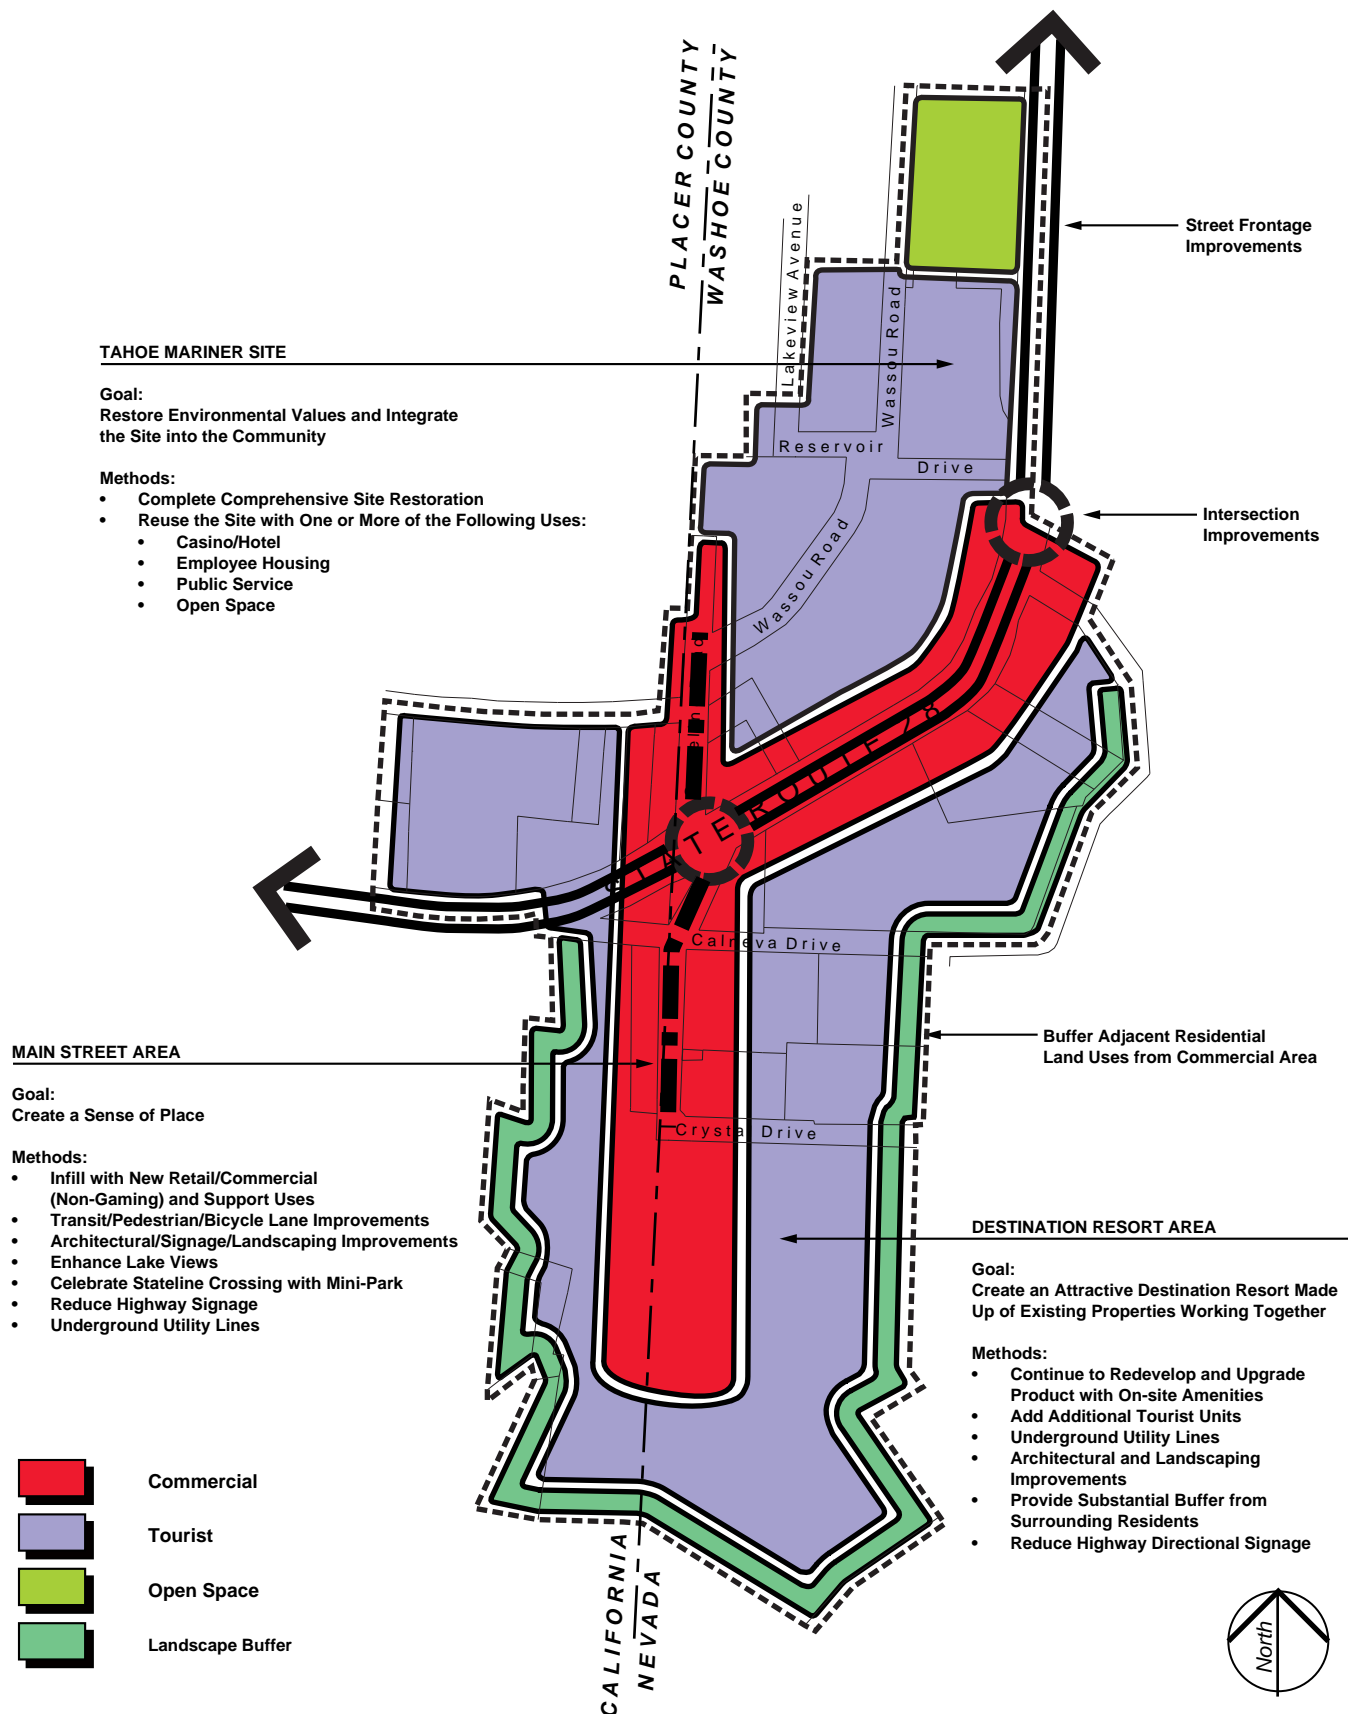 PLACER COUNTY
WASHOE COUNTY
Street Frontage
Improvements
Lakeview Avenue
Wassou Road
TAHOE MARINER SITE
Goal:
Restore Environmental Values and Integrate
the Site into the Community
Methods:
• Complete Comprehensive Site Restoration
• Reuse the Site with One or More of the Following Uses:
• Casino/Hotel
• Employee Housing
• Public Service
• Open Space
Reservoir
Drive
Intersection
Improvements
Wassou Road
STATE ROUTE 28
Calneva Drive
Buffer Adjacent Residential
Land Uses from Commercial Area
MAIN STREET AREA
Goal:
Create a Sense of Place
Methods:
• Infill with New Retail/Commercial
(Non-Gaming) and Support Uses
• Transit/Pedestrian/Bicycle Lane Improvements
• Architectural/Signage/Landscaping Improvements
• Enhance Lake Views
• Celebrate Stateline Crossing with Mini-Park
• Reduce Highway Signage
• Underground Utility Lines
Crystal Drive
DESTINATION RESORT AREA
Goal:
Create an Attractive Destination Resort Made
Up of Existing Properties Working Together
Methods:
• Continue to Redevelop and Upgrade
Product with On-site Amenities
• Add Additional Tourist Units
• Underground Utility Lines
• Architectural and Landscaping
Improvements
• Provide Substantial Buffer from
Surrounding Residents
• Reduce Highway Directional Signage
Commercial
Tourist
Open Space
Landscape Buffer
CALIFORNIA
NEVADA
North